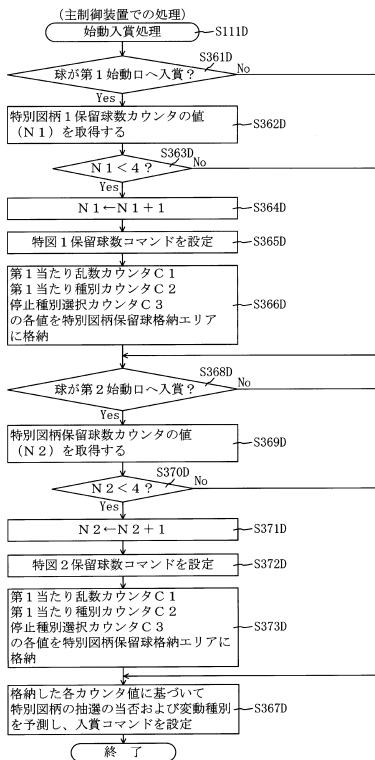 (主制御装置での処理)
始動入賞処理
S111D
球が第1始動口へ入賞?
S361D
No
Yes
特別図柄1保留球数カウンタの値
(N1)を取得する
S362D
N1<4?
S363D
No
Yes
N1←N1+1
S364D
特図1保留球数コマンドを設定
S365D
第1当たり乱数カウンタC1
第1当たり種別カウンタC2
停止種別選択カウンタC3
の各値を特別図柄保留球格納エリア
に格納
S366D
球が第2始動口へ入賞?
S368D
No
Yes
特別図柄保留球数カウンタの値
(N2)を取得する
S369D
N2<4?
S370D
No
Yes
N2←N2+1
S371D
特図2保留球数コマンドを設定
S372D
第1当たり乱数カウンタC1
第1当たり種別カウンタC2
停止種別選択カウンタC3
の各値を特別図柄保留球格納エリアに
格納
S373D
格納した各カウンタ値に基づいて
特別図柄の抽選の当否および変動種別
を予測し、入賞コマンドを設定
S367D
終了